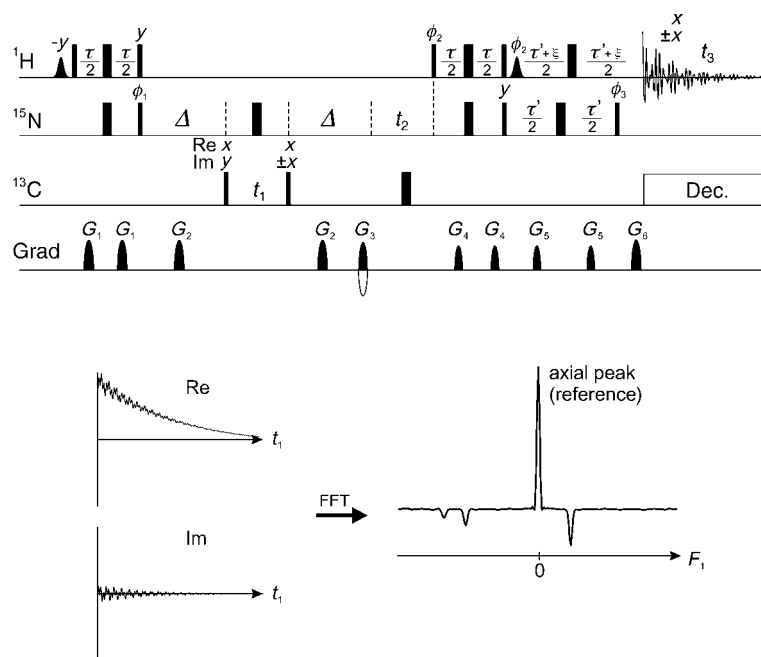 -y y ϕ2 ϕ2 x
±x
¹H τ/2 τ/2 τ/2 τ/2 τ'+ξ/2 τ'+ξ/2 t3
ϕ1 y ϕ3
¹⁵N Δ Δ t2 τ'/2 τ'/2
Re x x
Im y ±x
¹³C t1 Dec.
G1 G1 G2 G2 G3 G4 G4 G5 G5 G6
Grad
axial peak
(reference)
Re
t1
FFT
Im
t1
0
F1